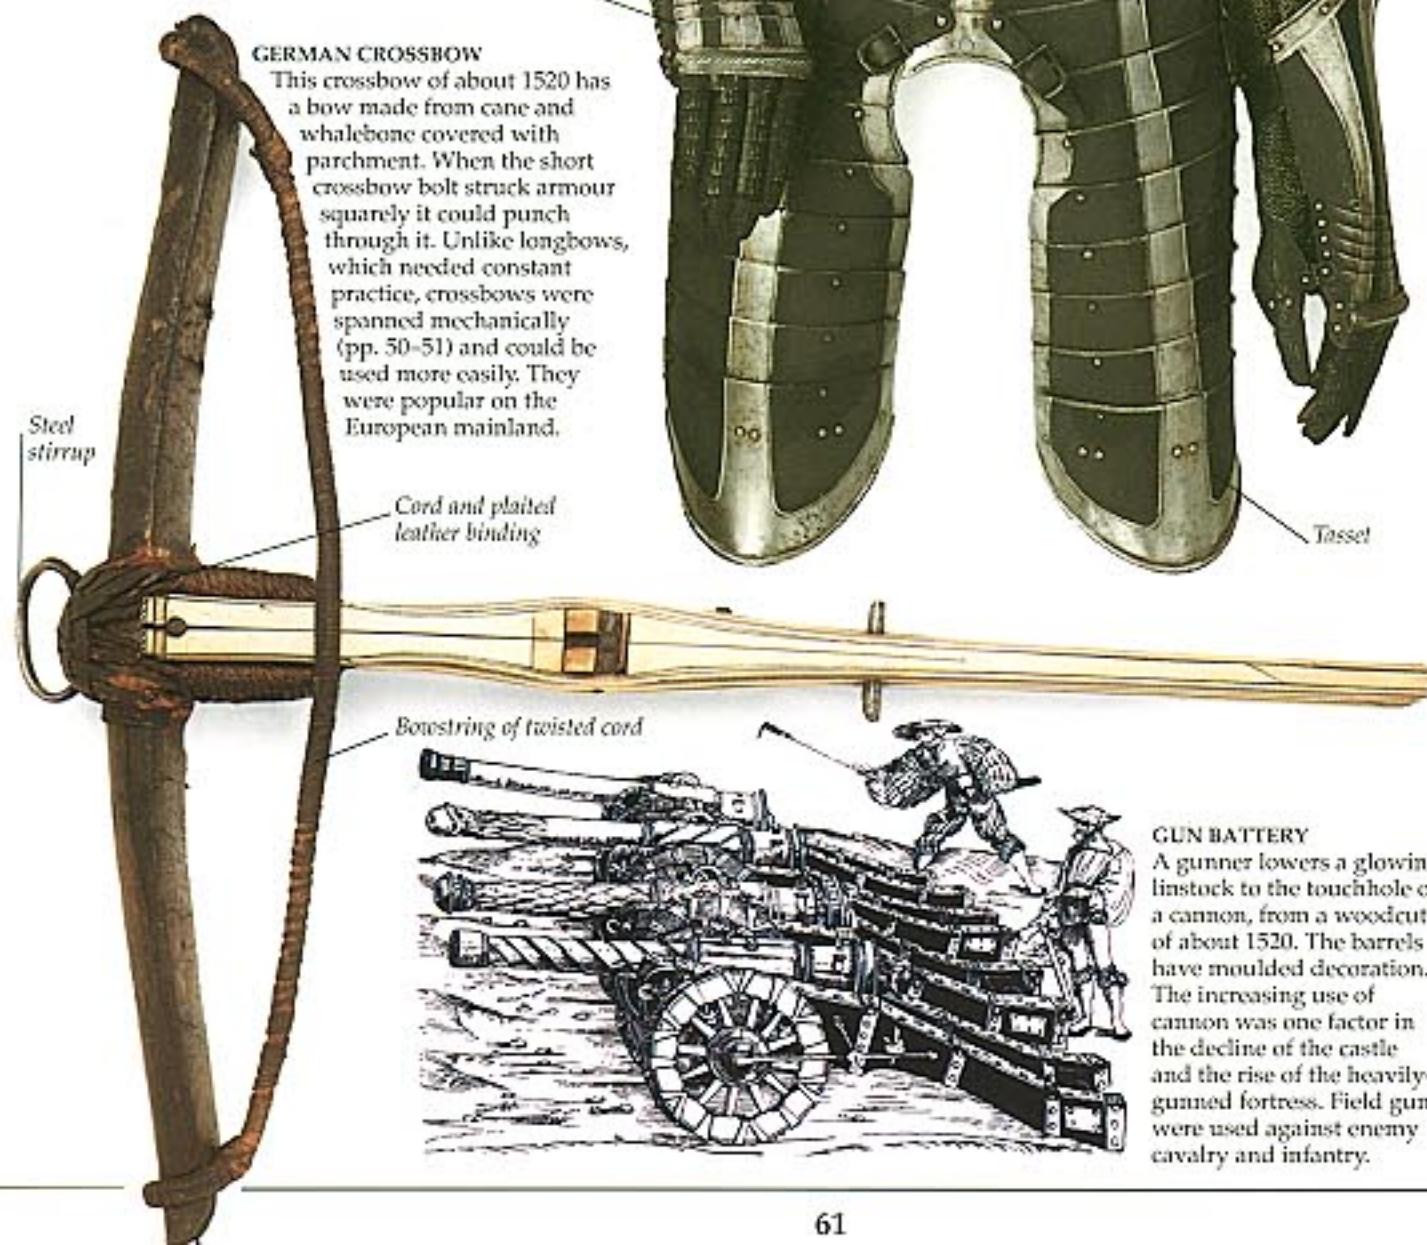 GERMAN CROSSBOW
This crossbow of about 1520 has
a bow made from cane and
whalebone covered with
parchment. When the short
crossbow bolt struck armour
squarely it could punch
through it. Unlike longbows,
which needed constant
practice, crossbows were
spanned mechanically
(pp. 50–51) and could be
used more easily. They
were popular on the
European mainland.
Steel
stirrup
Cord and plaited
leather binding
Tasset
Bowstring of twisted cord
GUN BATTERY
A gunner lowers a glowin
linstock to the touchhole o
a cannon, from a woodcut
of about 1520. The barrels
have moulded decoration.
The increasing use of
cannon was one factor in
the decline of the castle
and the rise of the heavily-
gunned fortress. Field gun
were used against enemy
cavalry and infantry.
61